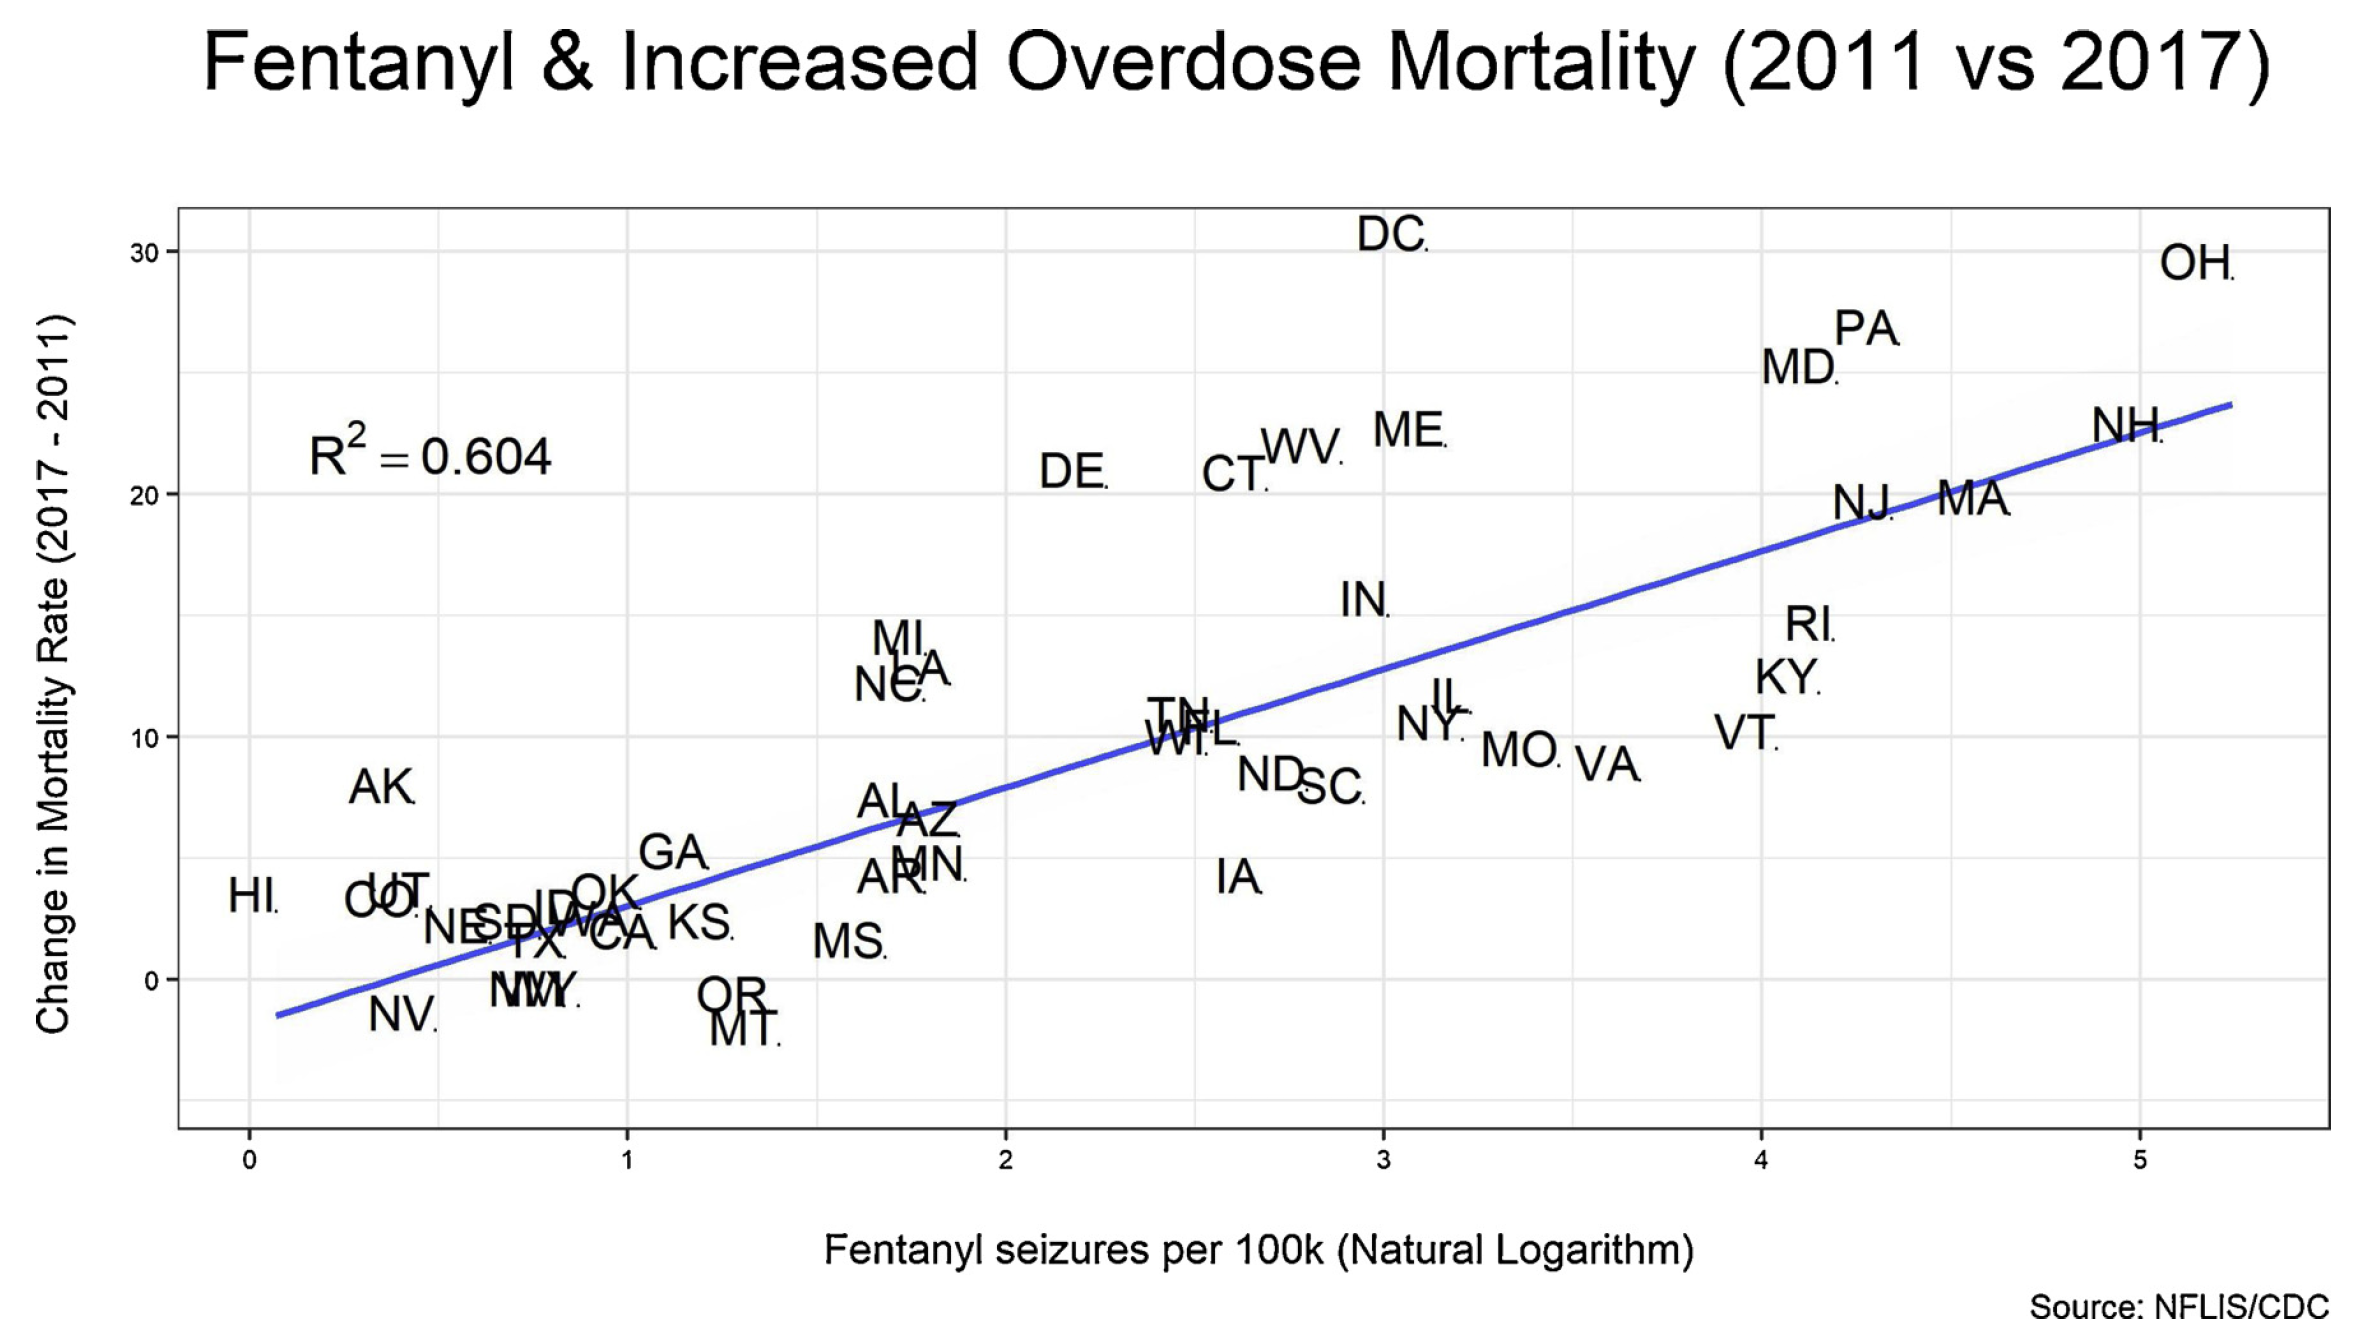 Fentanyl & Increased Overdose Mortality (2011 vs 2017)
DC.
30
OH.
PA.
MD.
NH.
R² = 0.604
ME.
WV.
DE.
CT.
20
NJ.
MA.
IN.
RI.
MI.
LA.
NC.
KY.
IL.
TN.
FL.
NY.
VT.
10
WI.
MO.
VA.
ND.
SC.
AK.
AL.
AZ.
GA.
MN.
AR.
IA.
HI.
UT.
CO.
OK.
ID.
NE.
SD.
WA.
CA.
KS.
TX.
MS.
0
NM.
WY.
OR.
NV.
MT.
Change in Mortality Rate (2017 - 2011)
0 1 2 3 4 5
Fentanyl seizures per 100k (Natural Logarithm)
Source: NFLIS/CDC